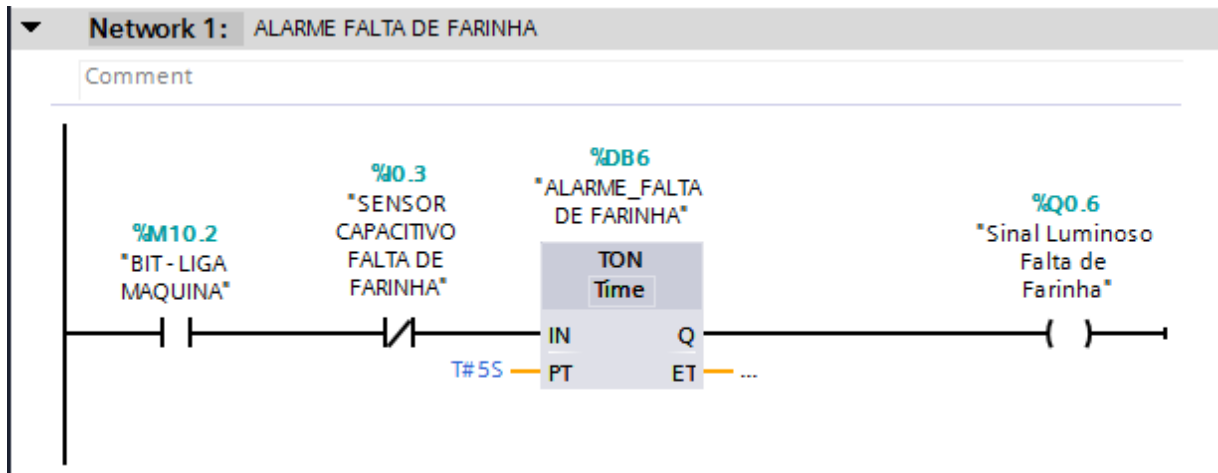 Network 1: ALARME FALTA DE FARINHA
Comment
%M10.2
"BIT - LIGA
MAQUINA"
%I0.3
"SENSOR
CAPACITIVO
FALTA DE
FARINHA"
%DB6
"ALARME_FALTA
DE FARINHA"
TON
Time
IN
Q
T#5S
PT
ET
...
%Q0.6
"Sinal Luminoso
Falta de
Farinha"